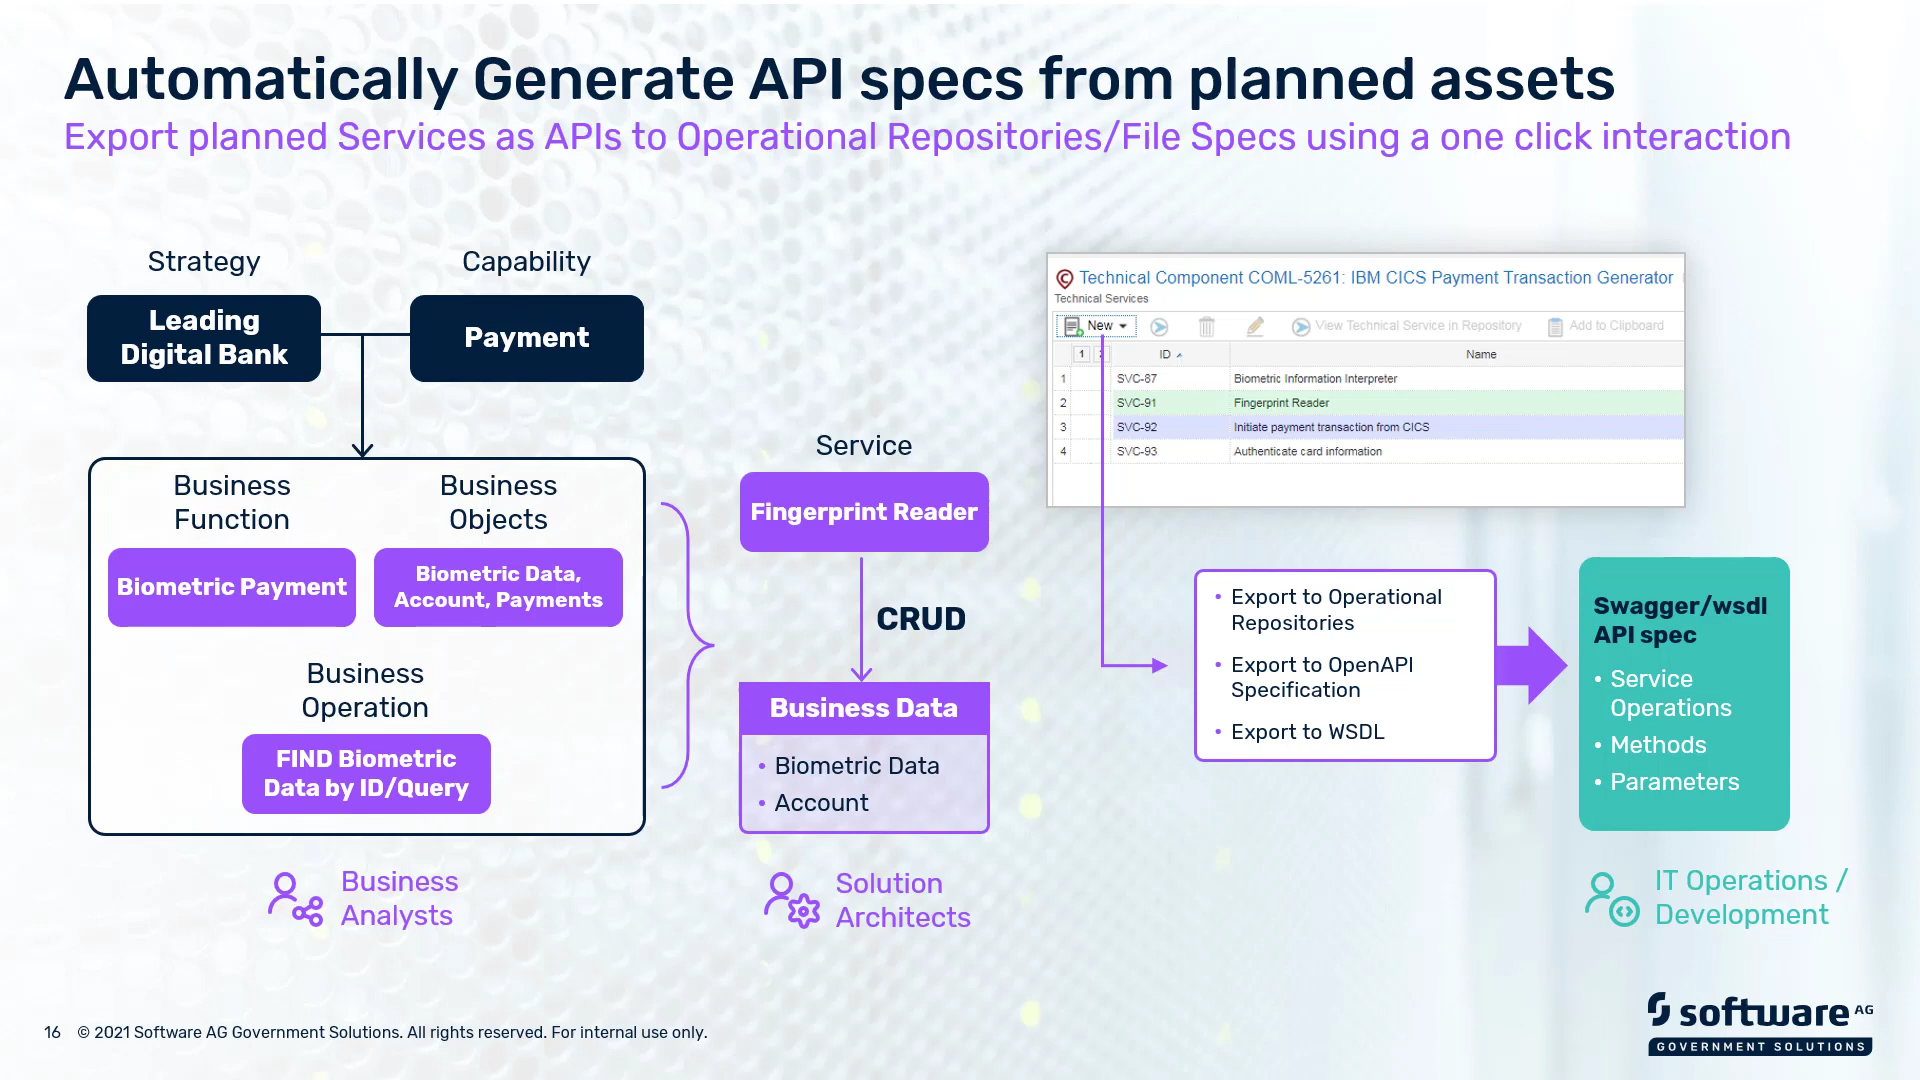 Automatically Generate API specs from planned assets
Export planned Services as APIs to Operational Repositories/File Specs using a one click interaction
Strategy
Capability
Leading
Digital Bank
Payment
Business
Function
Business
Objects
Biometric Payment
Biometric Data,
Account, Payments
Business
Operation
FIND Biometric
Data by ID/Query
Business
Analysts
Service
Fingerprint Reader
CRUD
Business Data
• Biometric Data
• Account
Solution
Architects
Technical Component COML-5261: IBM CICS Payment Transaction Generator
Technical Services
New
View Technical Service in Repository
Add to Clipboard
1
ID
Name
1 SVC-87 Biometric Information Interpreter
2 SVC-91 Fingerprint Reader
3 SVC-92 Initiate payment transaction from CICS
4 SVC-93 Authenticate card information
• Export to Operational
Repositories
• Export to OpenAPI
Specification
• Export to WSDL
Swagger/wsdl
API spec
• Service
Operations
• Methods
• Parameters
IT Operations /
Development
16 © 2021 Software AG Government Solutions. All rights reserved. For internal use only.
software AG
GOVERNMENT SOLUTIONS